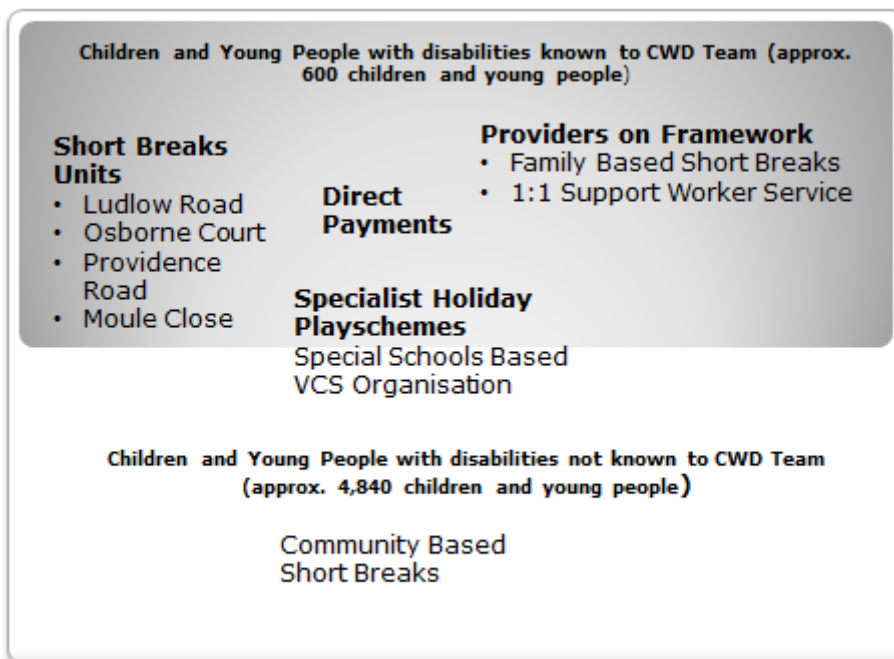 Children and Young People with disabilities known to CWD Team (approx.
600 children and young people)
Short Breaks
Units
• Ludlow Road
• Osborne Court
• Providence
Road
• Moule Close
Direct
Payments
Providers on Framework
• Family Based Short Breaks
• 1:1 Support Worker Service
Specialist Holiday
Playschemes
Special Schools Based
VCS Organisation
Children and Young People with disabilities not known to CWD Team
(approx. 4,840 children and young people)
Community Based
Short Breaks